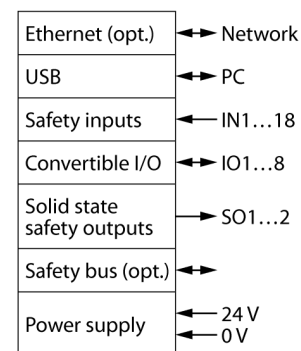 Ethernet (opt.) Network
USB PC
Safety inputs IN1...18
Convertible I/O IO1...8
Solid state
safety outputs SO1...2
Safety bus (opt.)
24 V
Power supply
0 V